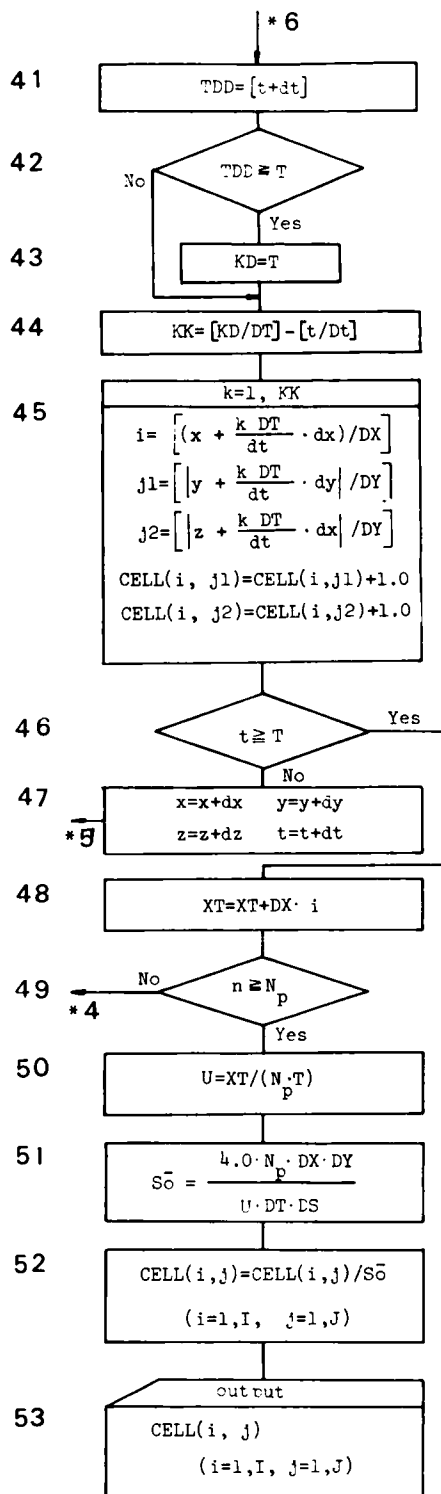 *6
41
TDD=[t+dt]
42
TDD ≧ T
No
Yes
43
KD=T
44
KK=[KD/DT]-[t/Dt]
45
k=1, KK
i= [(x + k DT/dt · dx)/DX]
j1=[|y + k DT/dt · dy|/DY]
j2=[|z + k DT/dt · dx|/DY]
CELL(i, j1)=CELL(i,j1)+1.0
CELL(i, j2)=CELL(i,j2)+1.0
46
t ≧ T
Yes
No
47
x=x+dx y=y+dy
z=z+dz t=t+dt
*5
48
XT=XT+DX· i
49
No
n ≧ Np
*4
Yes
50
U=XT/(Np·T)
51
Sō = 4.0·Np·DX·DY / U·DT·DS
52
CELL(i,j)=CELL(i,j)/Sō
(i=1,I, j=1,J)
53
output
CELL(i, j)
(i=1,I, j=1,J)